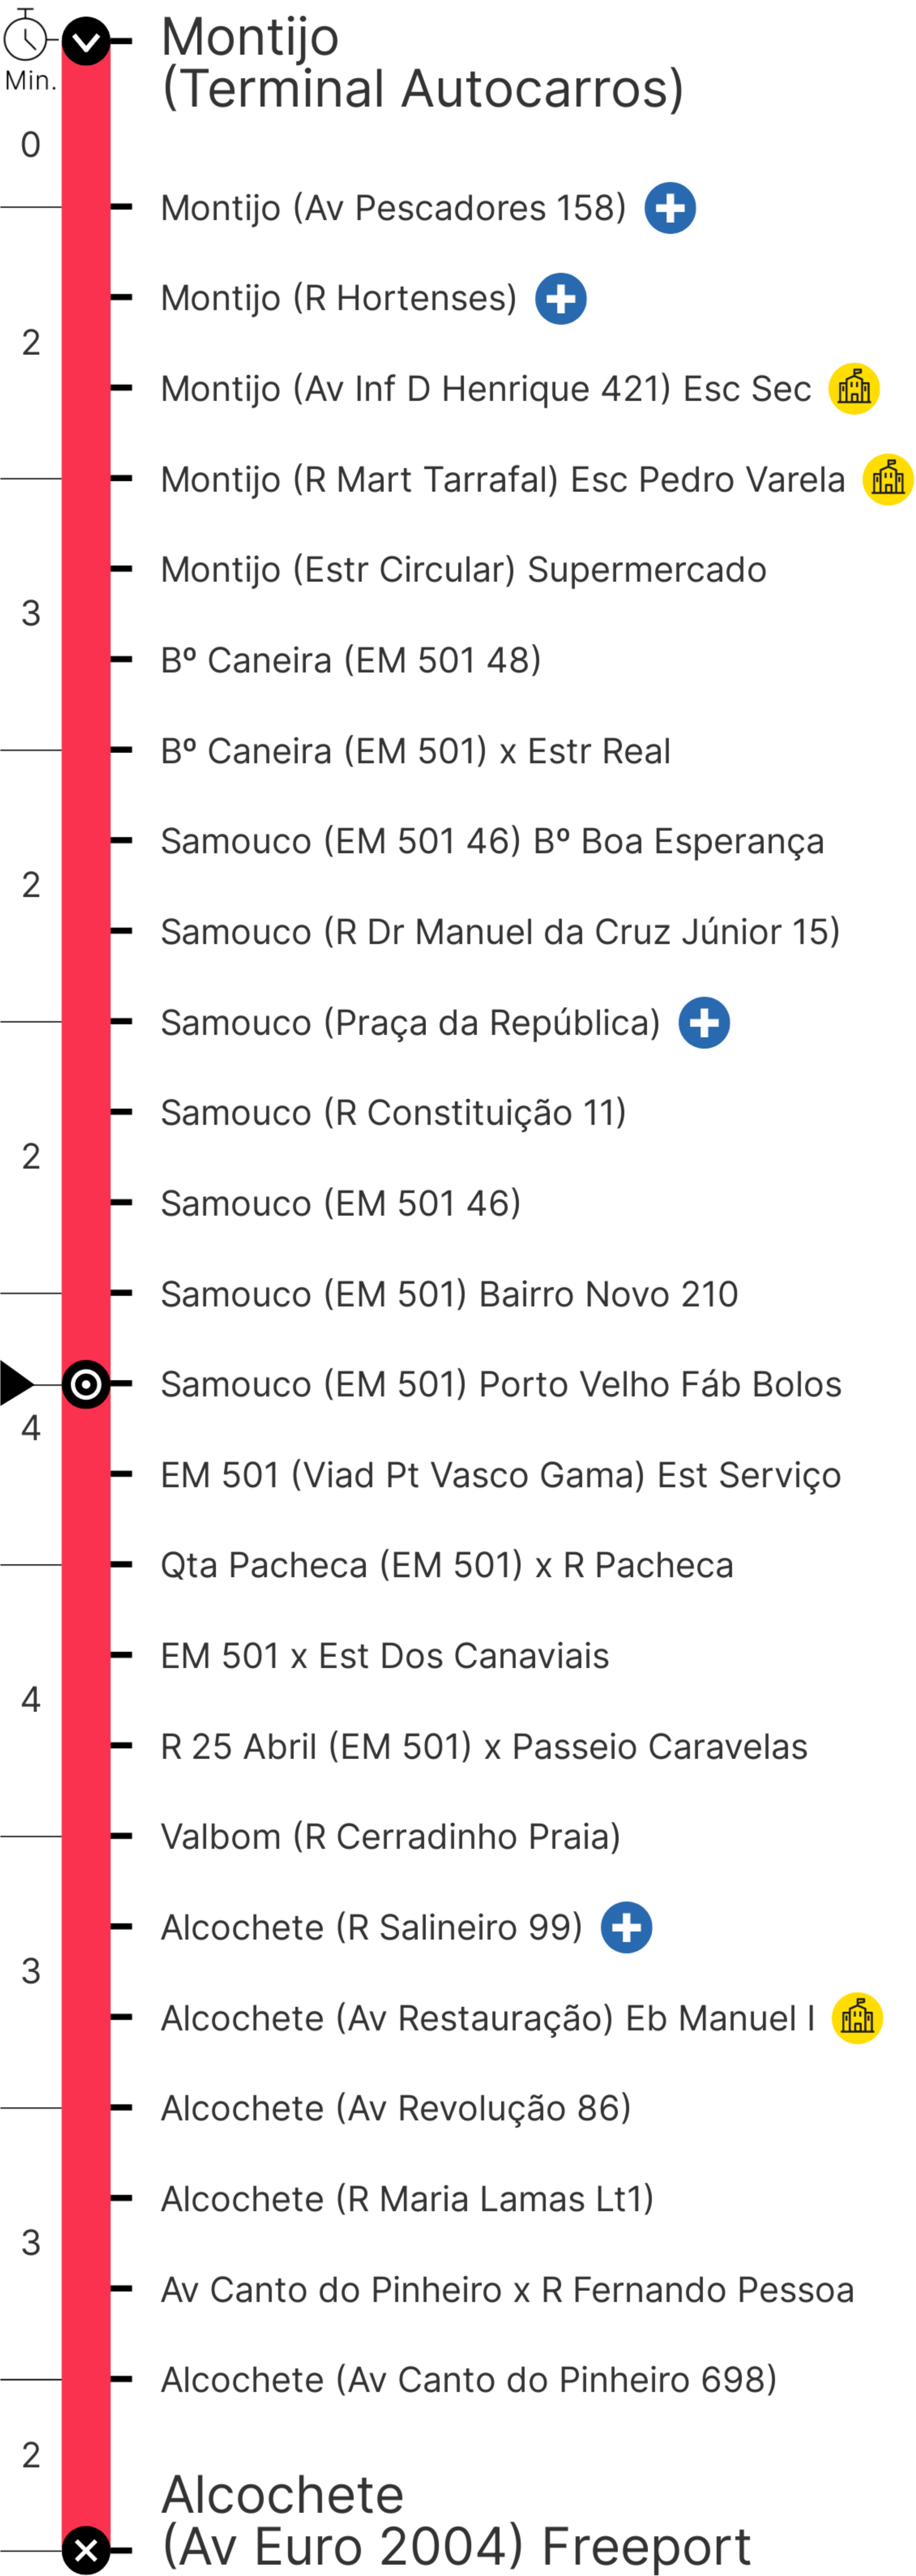 Montijo
(Terminal Autocarros)
Min.
0
Montijo (Av Pescadores 158)
Montijo (R Hortenses)
2
Montijo (Av Inf D Henrique 421) Esc Sec
Montijo (R Mart Tarrafal) Esc Pedro Varela
Montijo (Estr Circular) Supermercado
3
Bº Caneira (EM 501 48)
Bº Caneira (EM 501) x Estr Real
Samouco (EM 501 46) Bº Boa Esperança
2
Samouco (R Dr Manuel da Cruz Júnior 15)
Samouco (Praça da República)
Samouco (R Constituição 11)
2
Samouco (EM 501 46)
Samouco (EM 501) Bairro Novo 210
Samouco (EM 501) Porto Velho Fáb Bolos
4
EM 501 (Viad Pt Vasco Gama) Est Serviço
Qta Pacheca (EM 501) x R Pacheca
EM 501 x Est Dos Canaviais
4
R 25 Abril (EM 501) x Passeio Caravelas
Valbom (R Cerradinho Praia)
Alcochete (R Salineiro 99)
3
Alcochete (Av Restauração) Eb Manuel I
Alcochete (Av Revolução 86)
Alcochete (R Maria Lamas Lt1)
3
Av Canto do Pinheiro x R Fernando Pessoa
Alcochete (Av Canto do Pinheiro 698)
2
Alcochete
(Av Euro 2004) Freeport